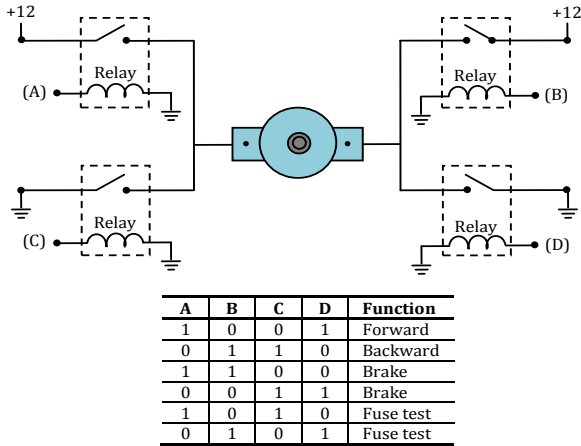 +12 +12
Relay Relay
(A) (B)
Relay Relay
(C) (D)
A B C D Function
1 0 0 1 Forward
0 1 1 0 Backward
1 1 0 0 Brake
0 0 1 1 Brake
1 0 1 0 Fuse test
0 1 0 1 Fuse test